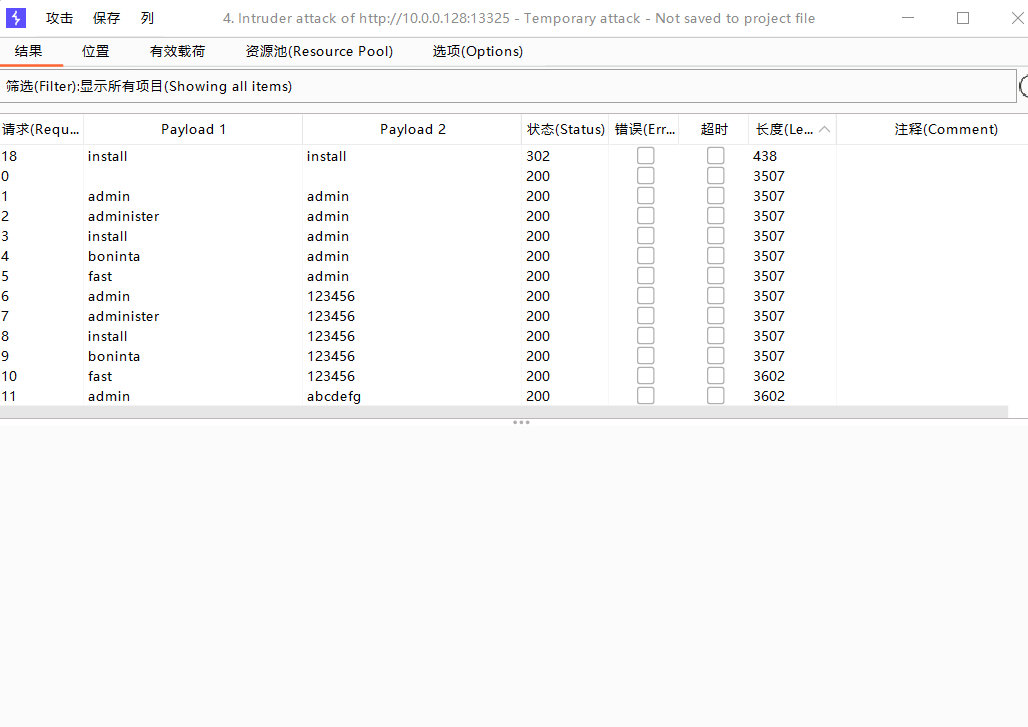 攻击 保存 列 4. Intruder attack of http://10.0.0.128:13325 - Temporary attack - Not saved to project file
结果 位置 有效载荷 资源池(Resource Pool) 选项(Options)
筛选(Filter):显示所有项目(Showing all items)
请求(Requ... Payload 1 Payload 2 状态(Status) 错误(Err... 超时 长度(Le... 注释(Comment)
18 install install 302 438
0 200 3507
1 admin admin 200 3507
2 administer admin 200 3507
3 install admin 200 3507
4 boninta admin 200 3507
5 fast admin 200 3507
6 admin 123456 200 3507
7 administer 123456 200 3507
8 install 123456 200 3507
9 boninta 123456 200 3507
10 fast 123456 200 3602
11 admin abcdefg 200 3602